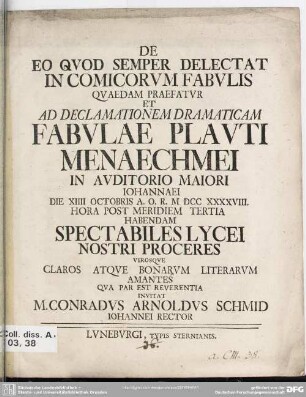 DE
EO QVOD SEMPER DELECTAT
IN COMICORVM FABVLIS
QVAEDAM PRAEFATVR
ET
AD DECLAMATIONEM DRAMATICAM
FABVLAE PLAVTI
MENAECHMEI
IN AVDITORIO MAIORI
IOHANNAEI
DIE XIIII OCTOBRIS A. O. R. M DCC XXXXVIII.
HORA POST MERIDIEM TERTIA
HABENDAM
SPECTABILES LYCEI
NOSTRI PROCERES
VIROSQVE
CLAROS ATQVE BONARVM LITERARVM
AMANTES
QVA PAR EST REVERENTIA
INVITAT
M. CONRADVS ARNOLDVS SCHMID
IOHANNEI RECTOR
LVNEBVRGI, TYPIS STERNIANIS.
Coll. diss. A
03, 38